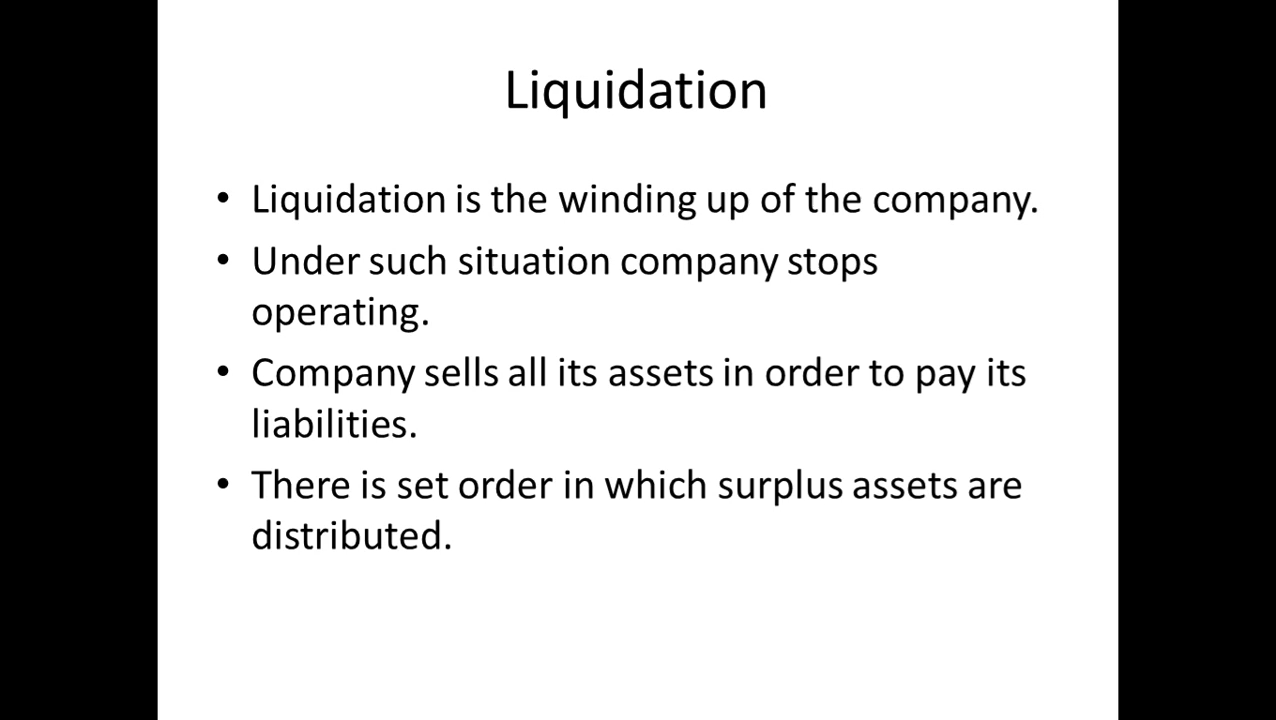 Liquidation
• Liquidation is the winding up of the company.
• Under such situation company stops
operating.
• Company sells all its assets in order to pay its
liabilities.
• There is set order in which surplus assets are
distributed.